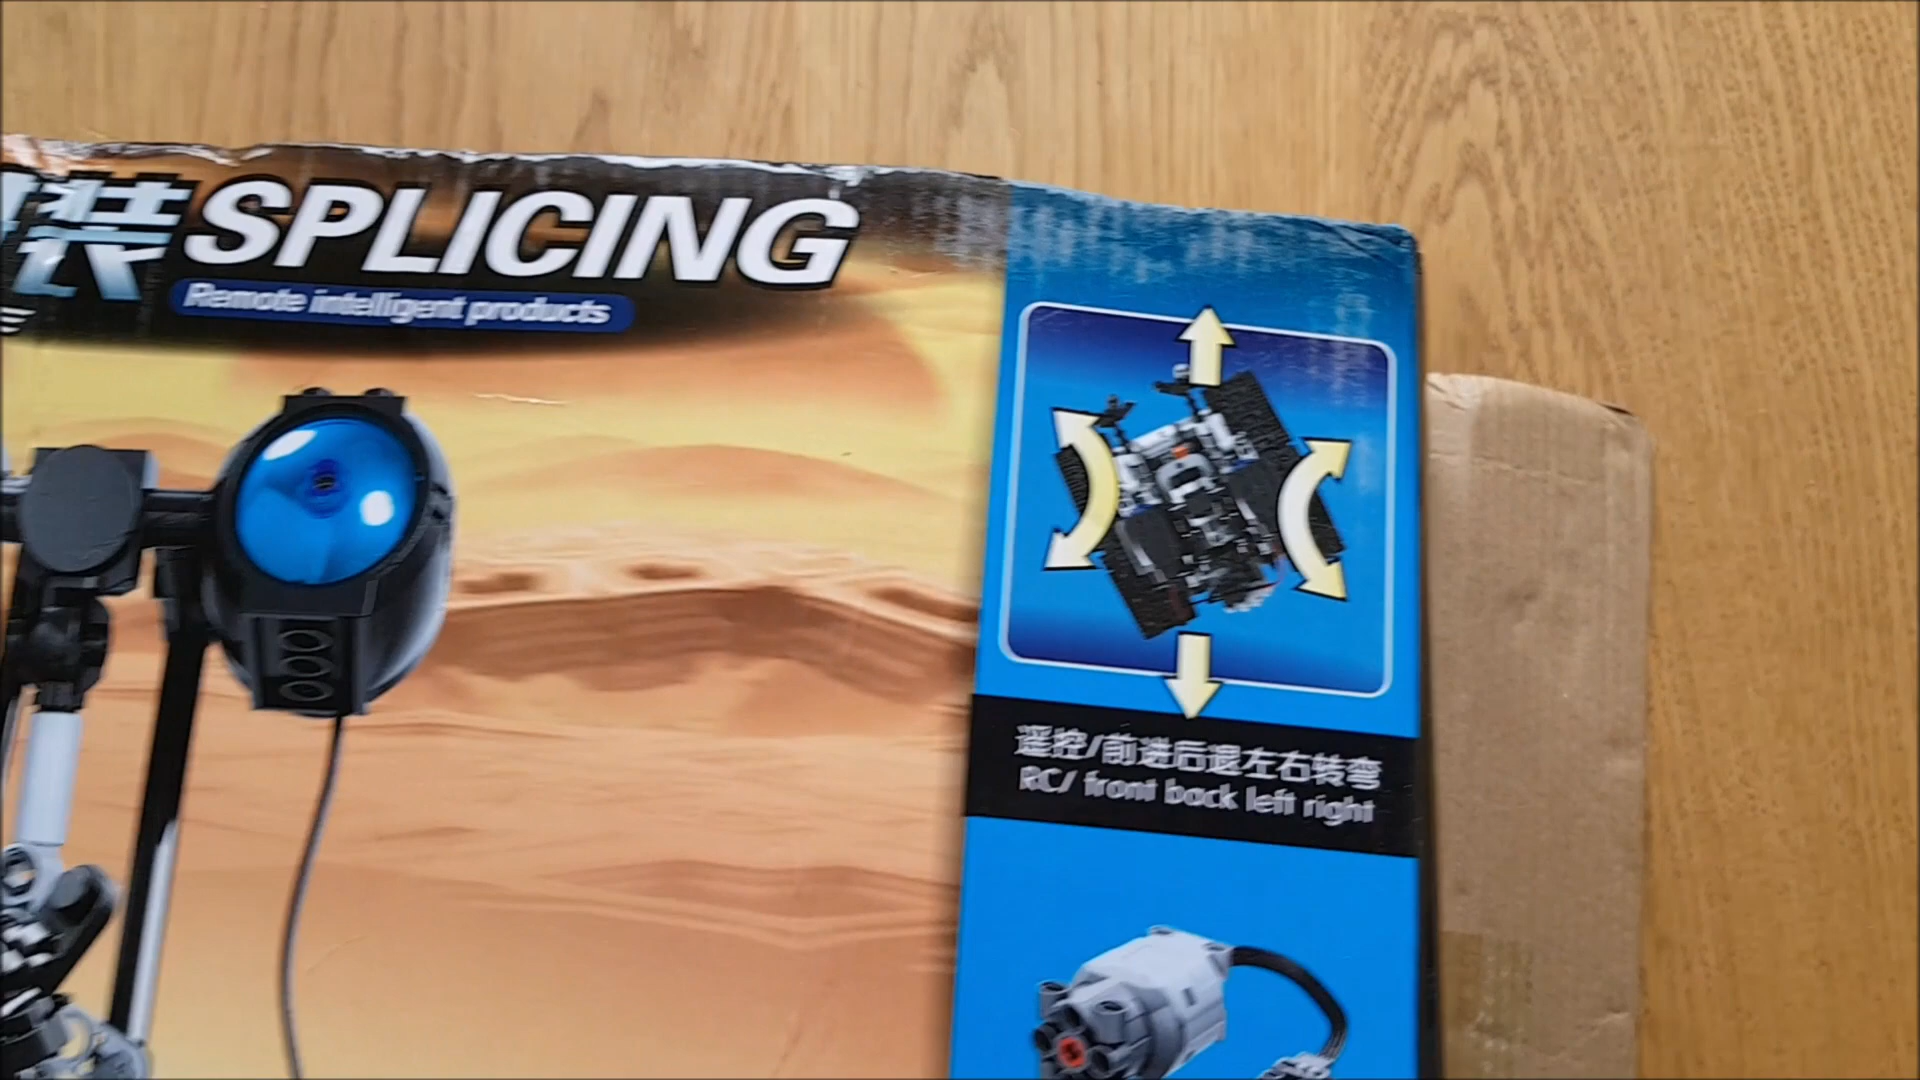 装 SPLICING
Remote intelligent products
遥控/前进后退左右转弯
RC/ front back left right